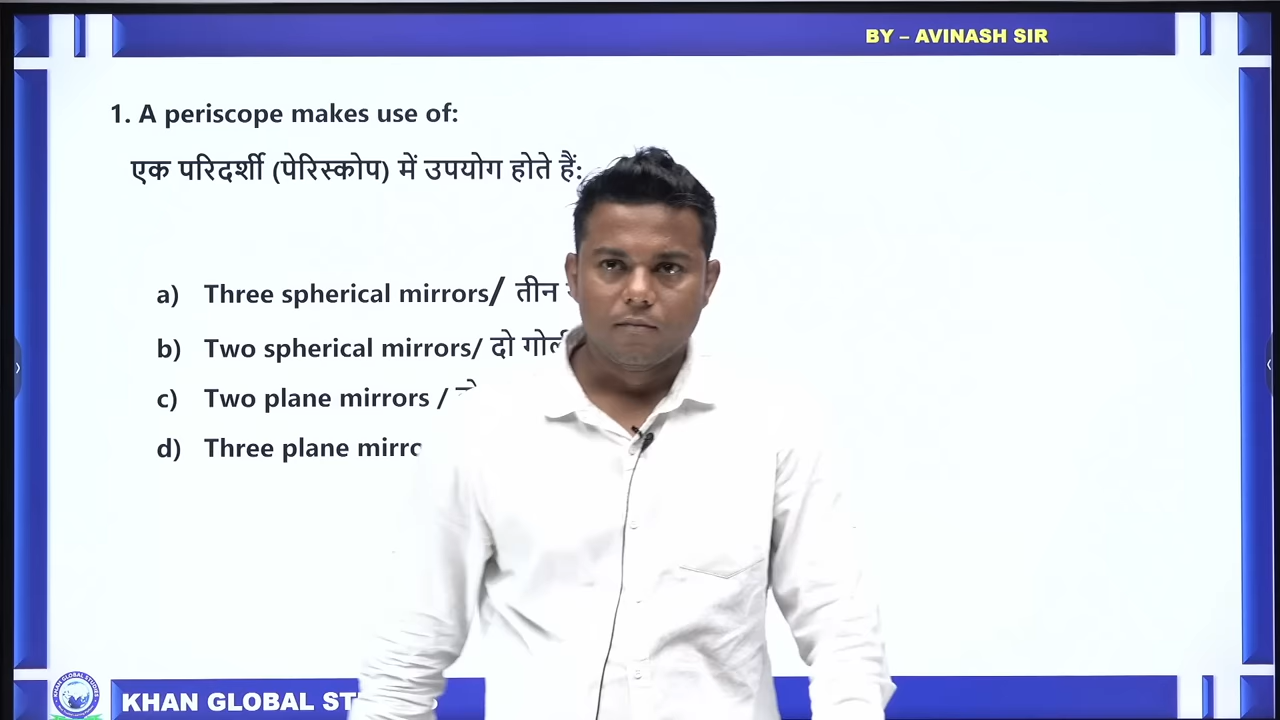 BY – AVINASH SIR
1. A periscope makes use of:
एक परिदर्शी (पेरिस्कोप) में उपयोग होते हैं:
a) Three spherical mirrors/ तीन
b) Two spherical mirrors/ दो
c) Two plane mirrors /
d) Three plane
KHAN GLOBAL